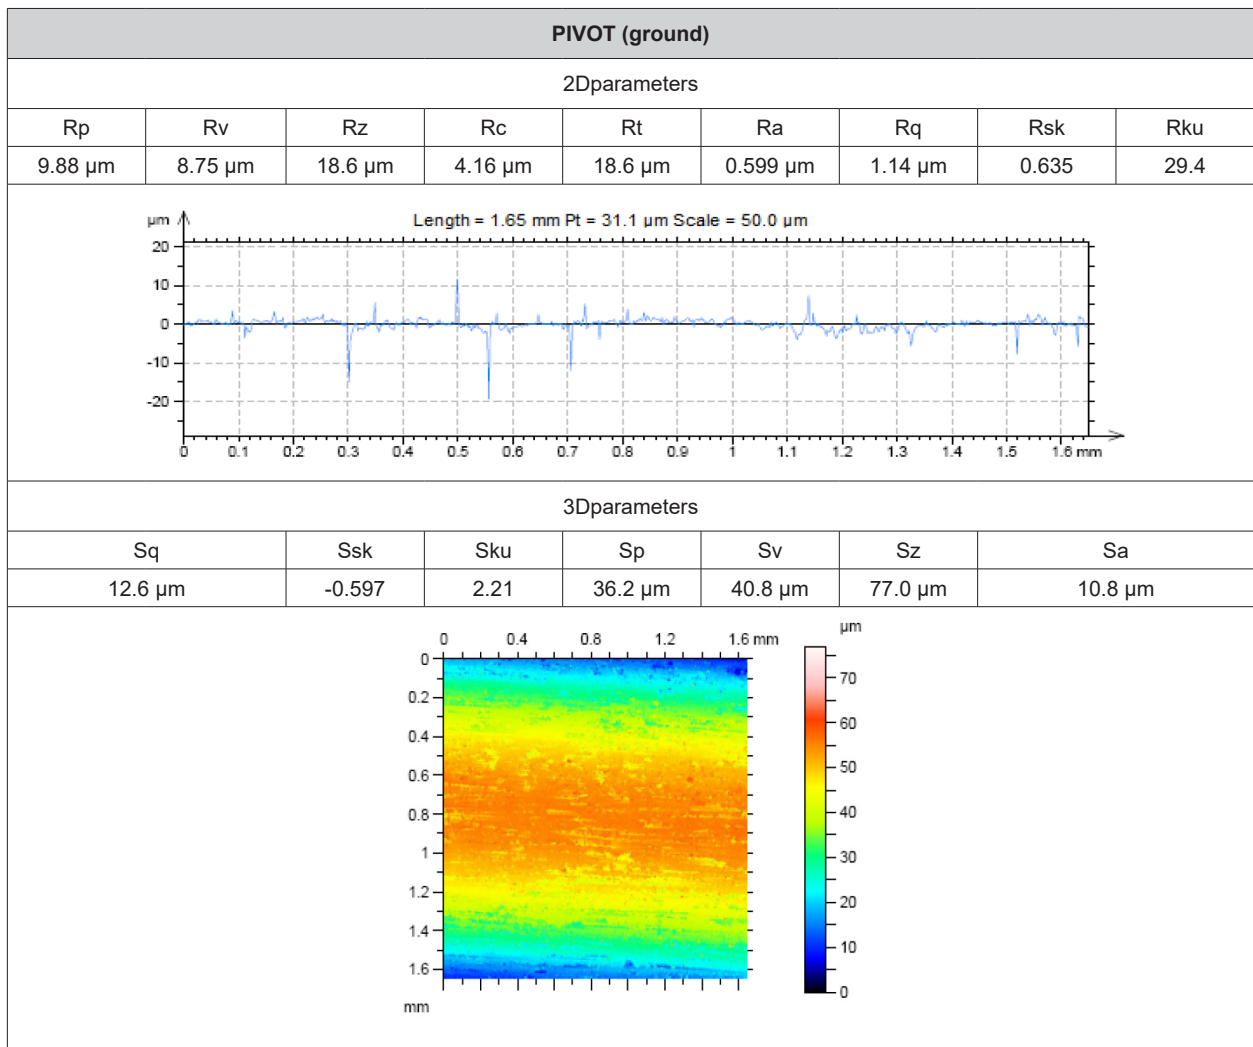 PIVOT (ground)
2Dparameters
Rp Rv Rz Rc Rt Ra Rq Rsk Rku
9.88 µm 8.75 µm 18.6 µm 4.16 µm 18.6 µm 0.599 µm 1.14 µm 0.635 29.4
µm Length = 1.65 mm Pt = 31.1 µm Scale = 50.0 µm
20
10
0
-10
-20
0 0.1 0.2 0.3 0.4 0.5 0.6 0.7 0.8 0.9 1 1.1 1.2 1.3 1.4 1.5 1.6 mm
3Dparameters
Sq Ssk Sku Sp Sv Sz Sa
12.6 µm -0.597 2.21 36.2 µm 40.8 µm 77.0 µm 10.8 µm
0 0.4 0.8 1.2 1.6 mm
0
0.2
0.4
0.6
0.8
1
1.2
1.4
1.6
mm
µm
70
60
50
40
30
20
10
0